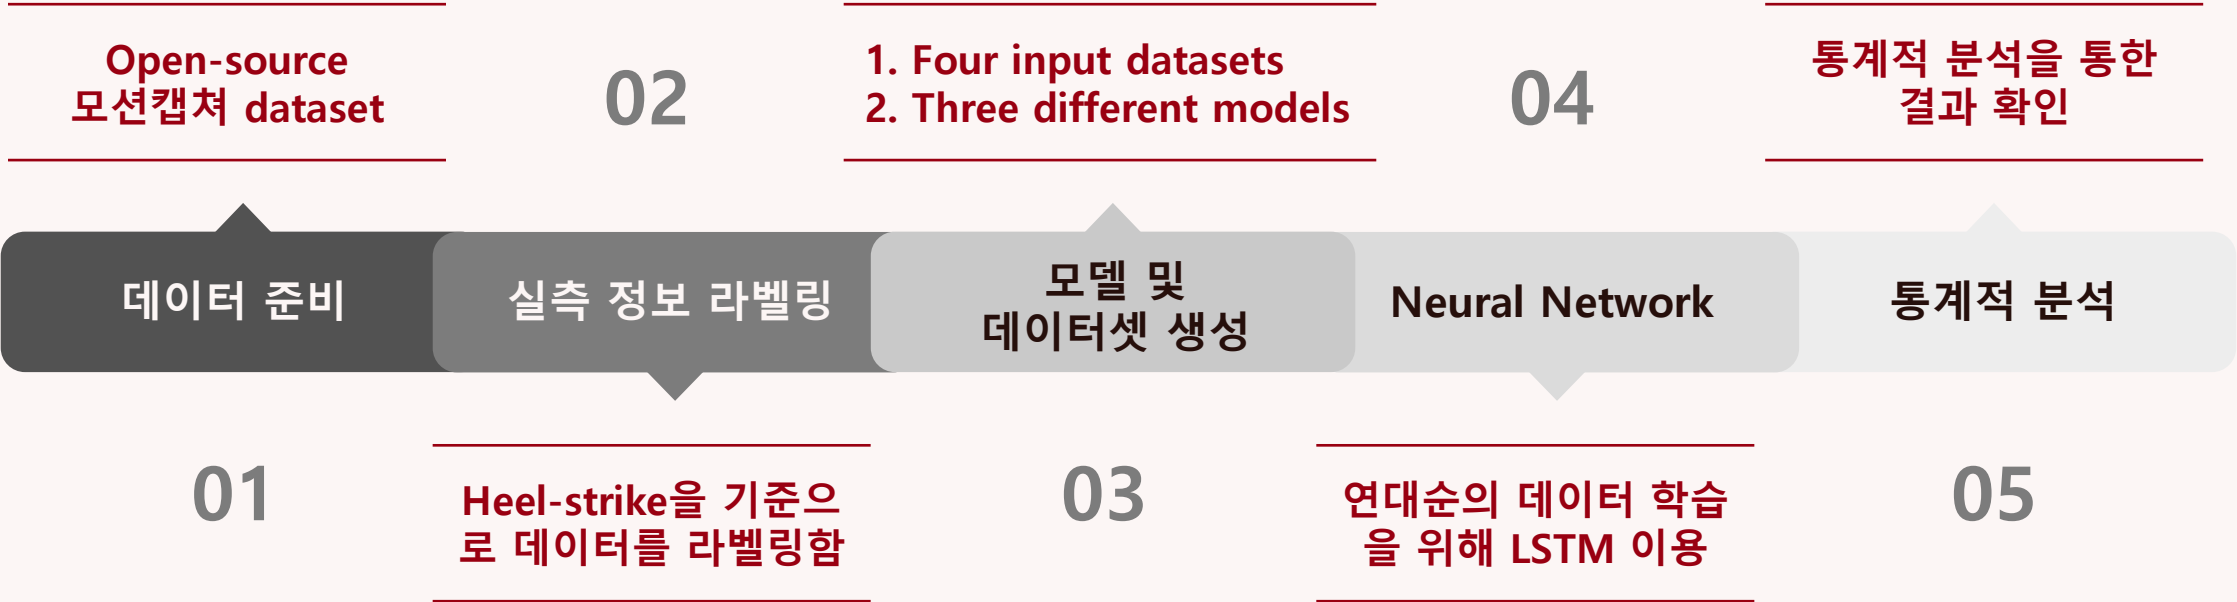 Open-source
모션캡쳐 dataset
02
1. Four input datasets
2. Three different models
04
통계적 분석을 통한
결과 확인
데이터 준비
실측 정보 라벨링
모델 및
데이터셋 생성
Neural Network
통계적 분석
01
Heel-strike을 기준으
로 데이터를 라벨링함
03
연대순의 데이터 학습
을 위해 LSTM 이용
05